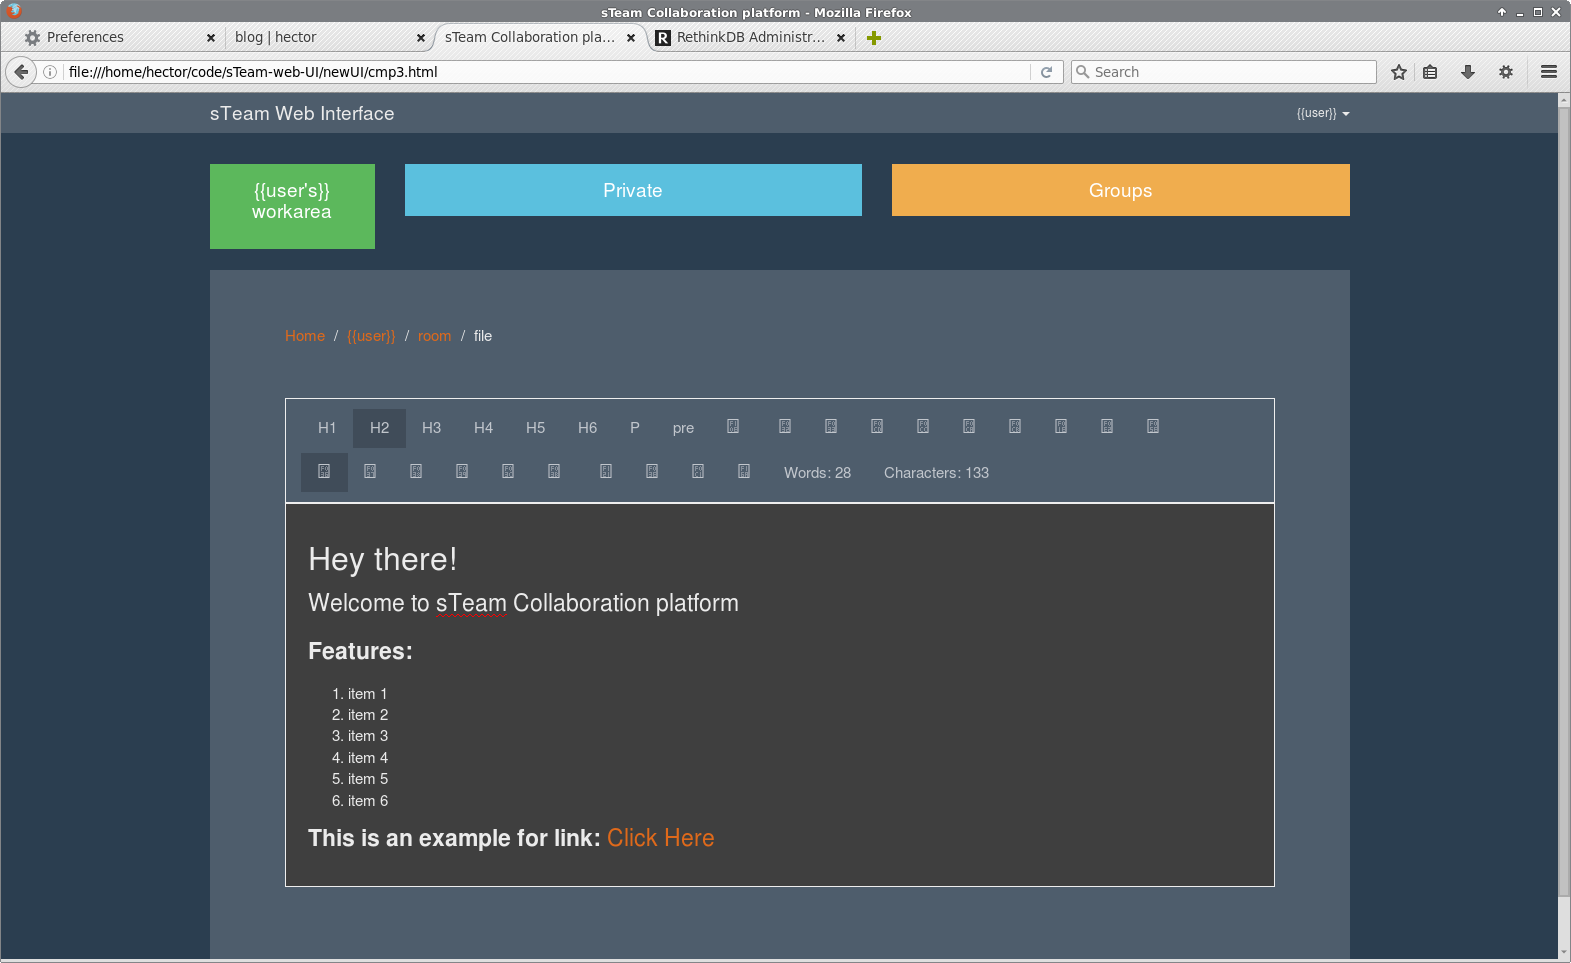 sTeam Collaboration platform - Mozilla Firefox
Preferences
blog | hector
sTeam Collaboration pla...
RethinkDB Administr...
file:///home/hector/code/sTeam-web-UI/newUI/cmp3.html
Search
sTeam Web Interface
{{user}}
{{user's}}
workarea
Private
Groups
Home / {{user}} / room / file
H1 H2 H3 H4 H5 H6 P pre
Words: 28 Characters: 133
Hey there!
Welcome to sTeam Collaboration platform
Features:
1. item 1
2. item 2
3. item 3
4. item 4
5. item 5
6. item 6
This is an example for link: Click Here